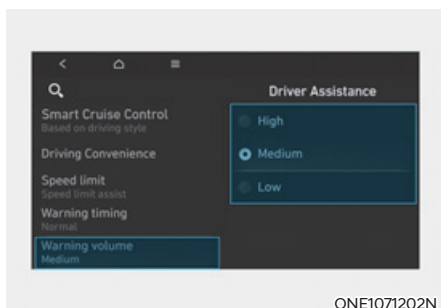 Driver Assistance
Smart Cruise Control
Based on driving style
Driving Convenience
Speed limit
Speed limit assist
Warning timing
Normal
Warning volume
Medium
High
Medium
Low
ONE1071202N